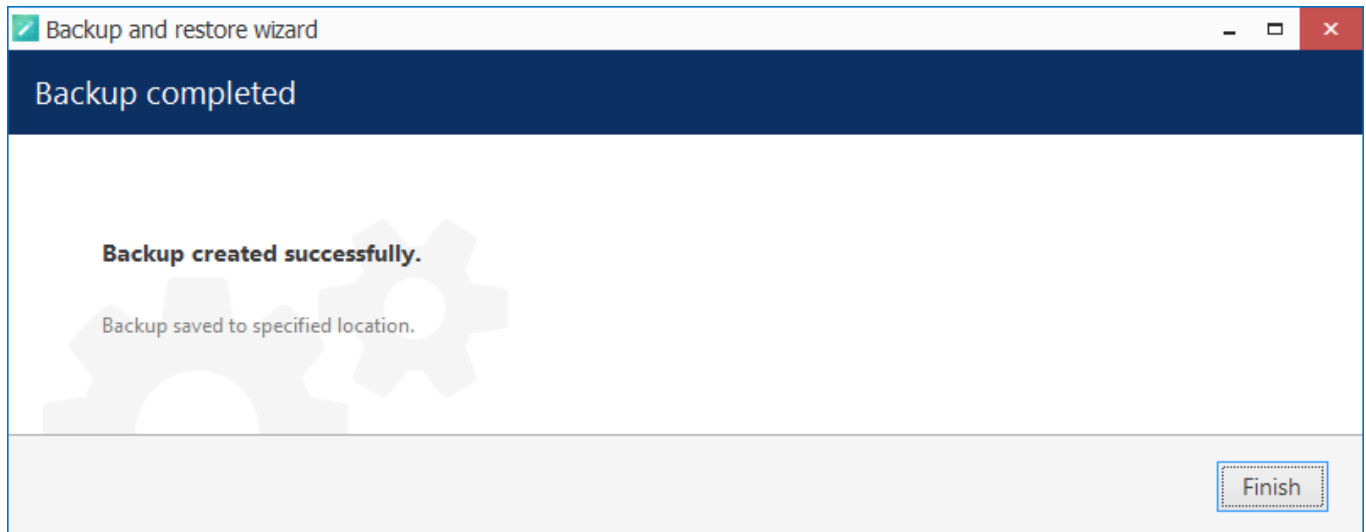 Backup and restore wizard
Backup completed
Backup created successfully.
Backup saved to specified location.
Finish